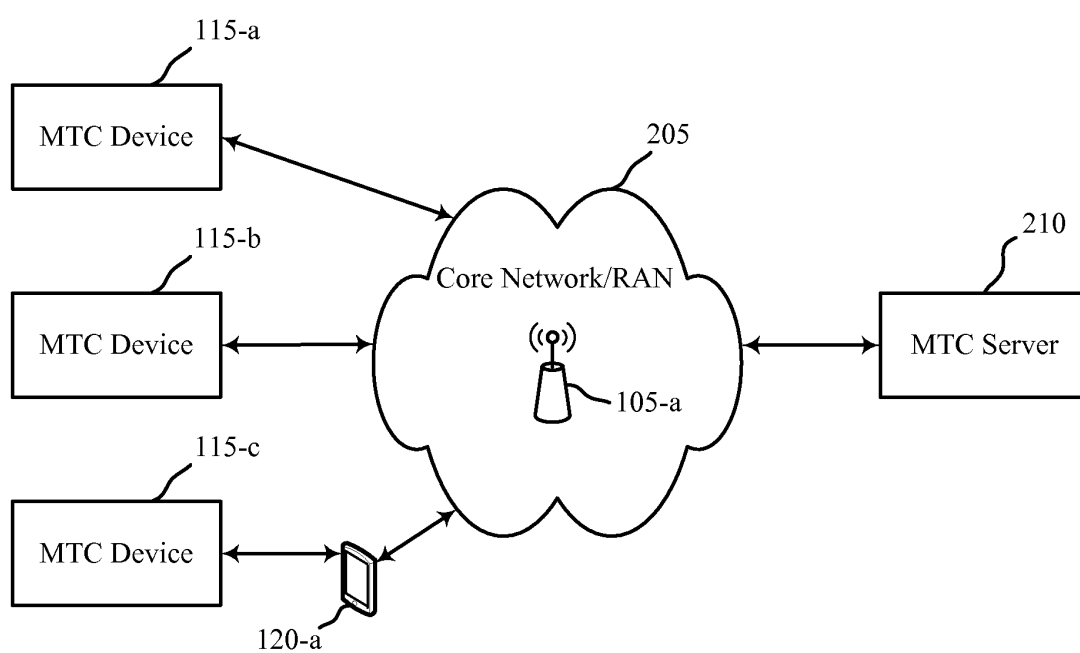 115-a
MTC Device
205
115-b
210
Core Network/RAN
MTC Device
MTC Server
105-a
115-c
MTC Device
120-a